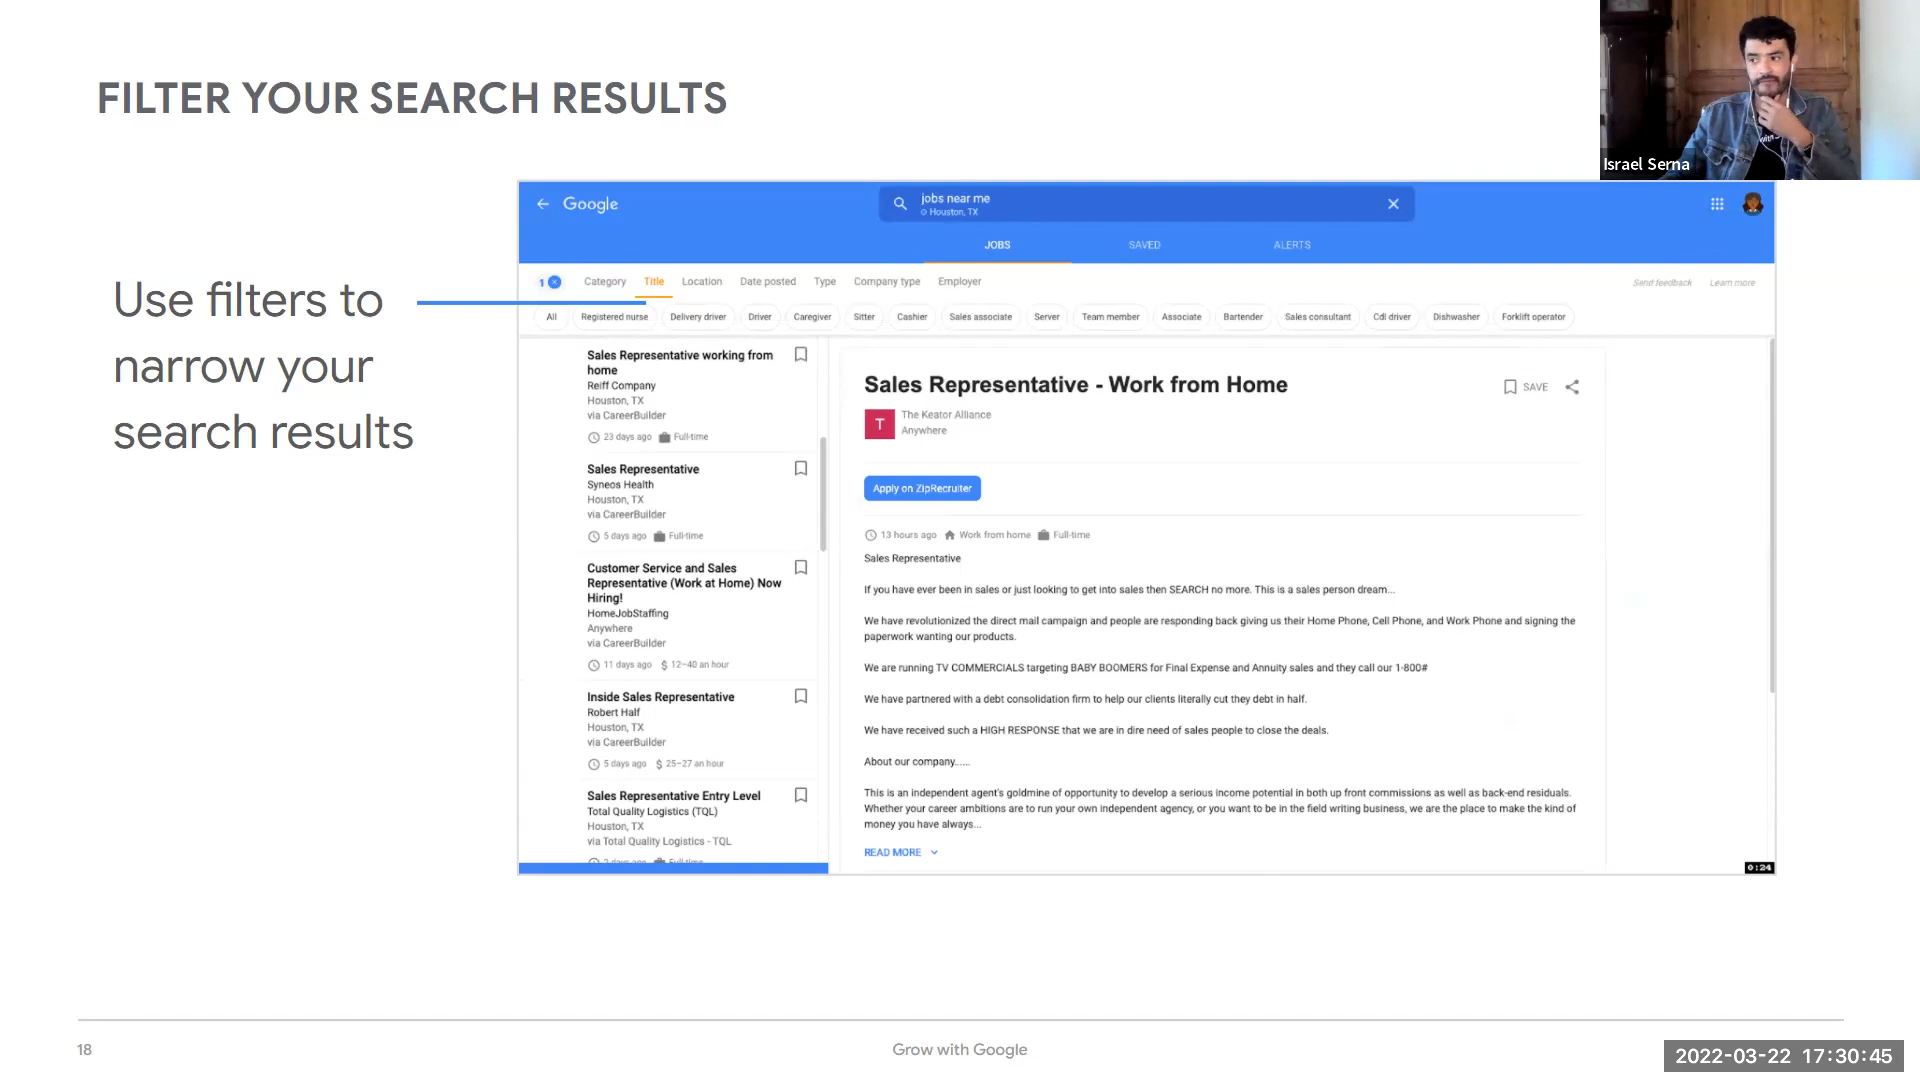 FILTER YOUR SEARCH RESULTS
Israel Serna
Use filters to
narrow your
search results
Google
jobs near me
Houston, TX
JOBS
SAVED
ALERTS
1
Category
Title
Location
Date posted
Type
Company type
Employer
Send feedback
Learn more
All
Registered nurse
Delivery driver
Driver
Caregiver
Sitter
Cashier
Sales associate
Server
Team member
Associate
Bartender
Sales consultant
Cdl driver
Dishwasher
Forklift operator
Sales Representative working from
home
Reiff Company
Houston, TX
via CareerBuilder
23 days ago Full-time
Sales Representative
Syneos Health
Houston, TX
via CareerBuilder
5 days ago Full-time
Customer Service and Sales
Representative (Work at Home) Now
Hiring!
HomeJobStaffing
Anywhere
via CareerBuilder
11 days ago $ 12–40 an hour
Inside Sales Representative
Robert Half
Houston, TX
via CareerBuilder
5 days ago $ 25–27 an hour
Sales Representative Entry Level
Total Quality Logistics (TQL)
Houston, TX
via Total Quality Logistics - TQL
Sales Representative - Work from Home
SAVE
T
The Keator Alliance
Anywhere
Apply on ZipRecruiter
13 hours ago Work from home Full-time
Sales Representative
If you have ever been in sales or just looking to get into sales then SEARCH no more. This is a sales person dream...
We have revolutionized the direct mail campaign and people are responding back giving us their Home Phone, Cell Phone, and Work Phone and signing the
paperwork wanting our products.
We are running TV COMMERCIALS targeting BABY BOOMERS for Final Expense and Annuity sales and they call our 1-800#
We have partnered with a debt consolidation firm to help our clients literally cut they debt in half.
We have received such a HIGH RESPONSE that we are in dire need of sales people to close the deals.
About our company......
This is an independent agent's goldmine of opportunity to develop a serious income potential in both up front commissions as well as back-end residuals.
Whether your career ambitions are to run your own independent agency, or you want to be in the field writing business, we are the place to make the kind of
money you have always...
READ MORE
0:24
18
Grow with Google
2022-03-22 17:30:45